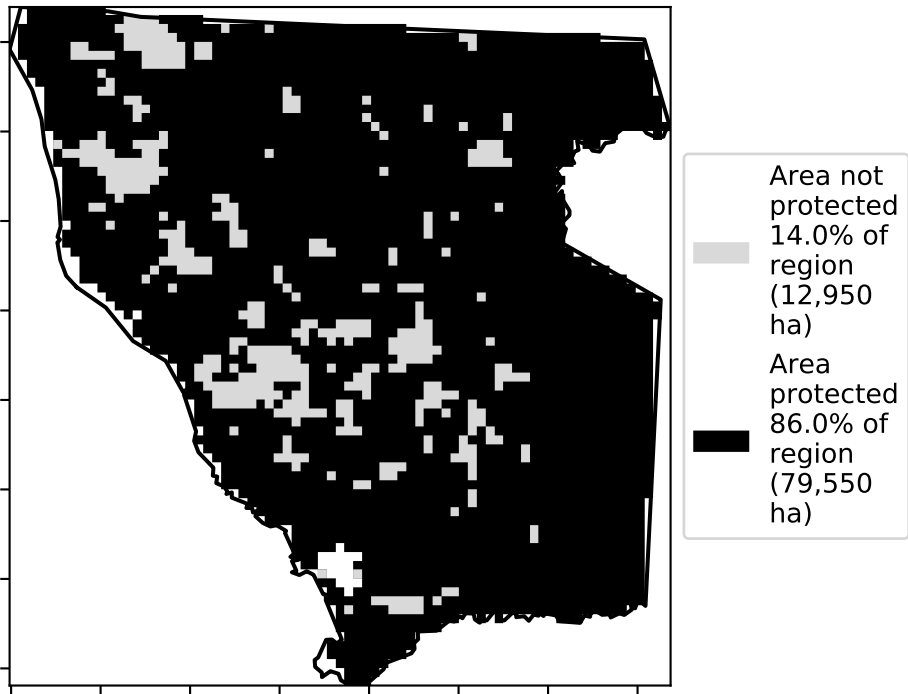 Area not
protected
14.0% of
region
(12,950
ha)
Area
protected
86.0% of
region
(79,550
ha)